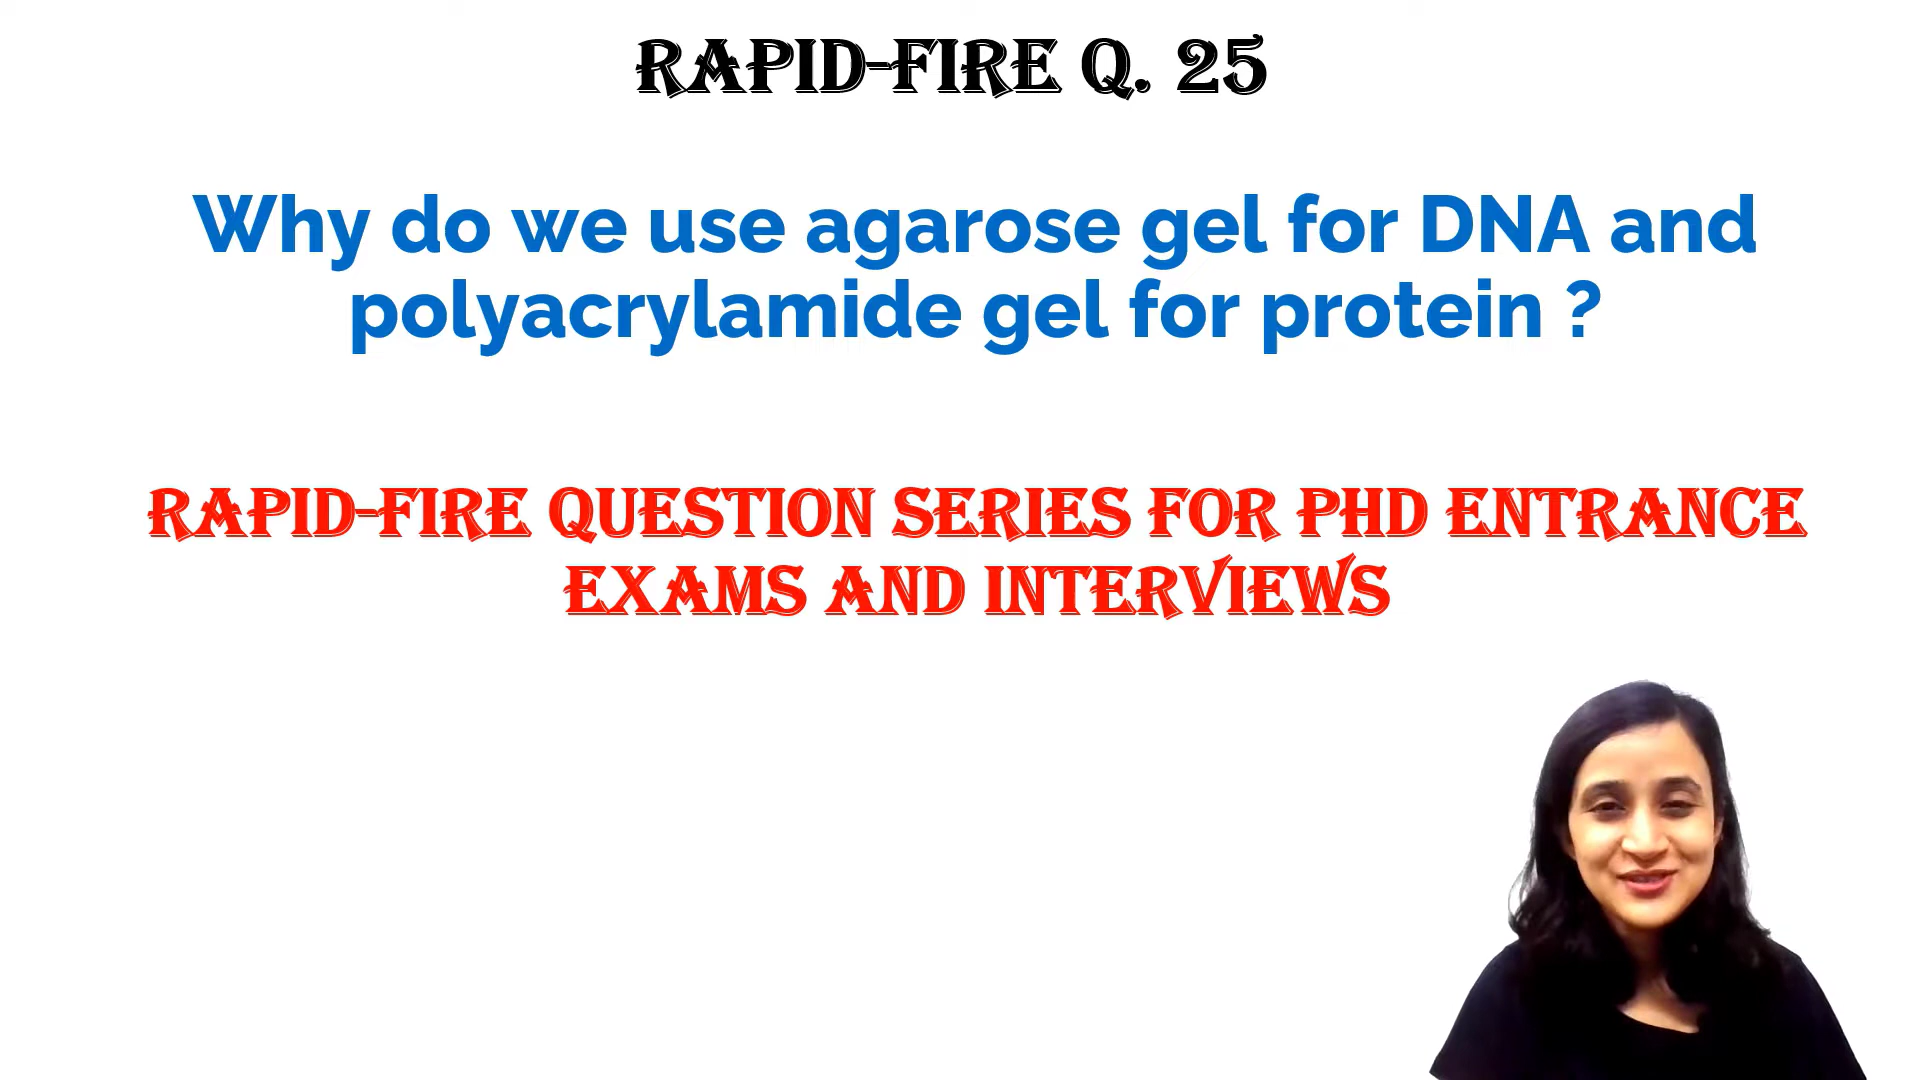 RAPID-FIRE Q. 25
Why do we use agarose gel for DNA and
polyacrylamide gel for protein ?
RAPID-FIRE QUESTION SERIES FOR PHD ENTRANCE
EXAMS AND INTERVIEWS